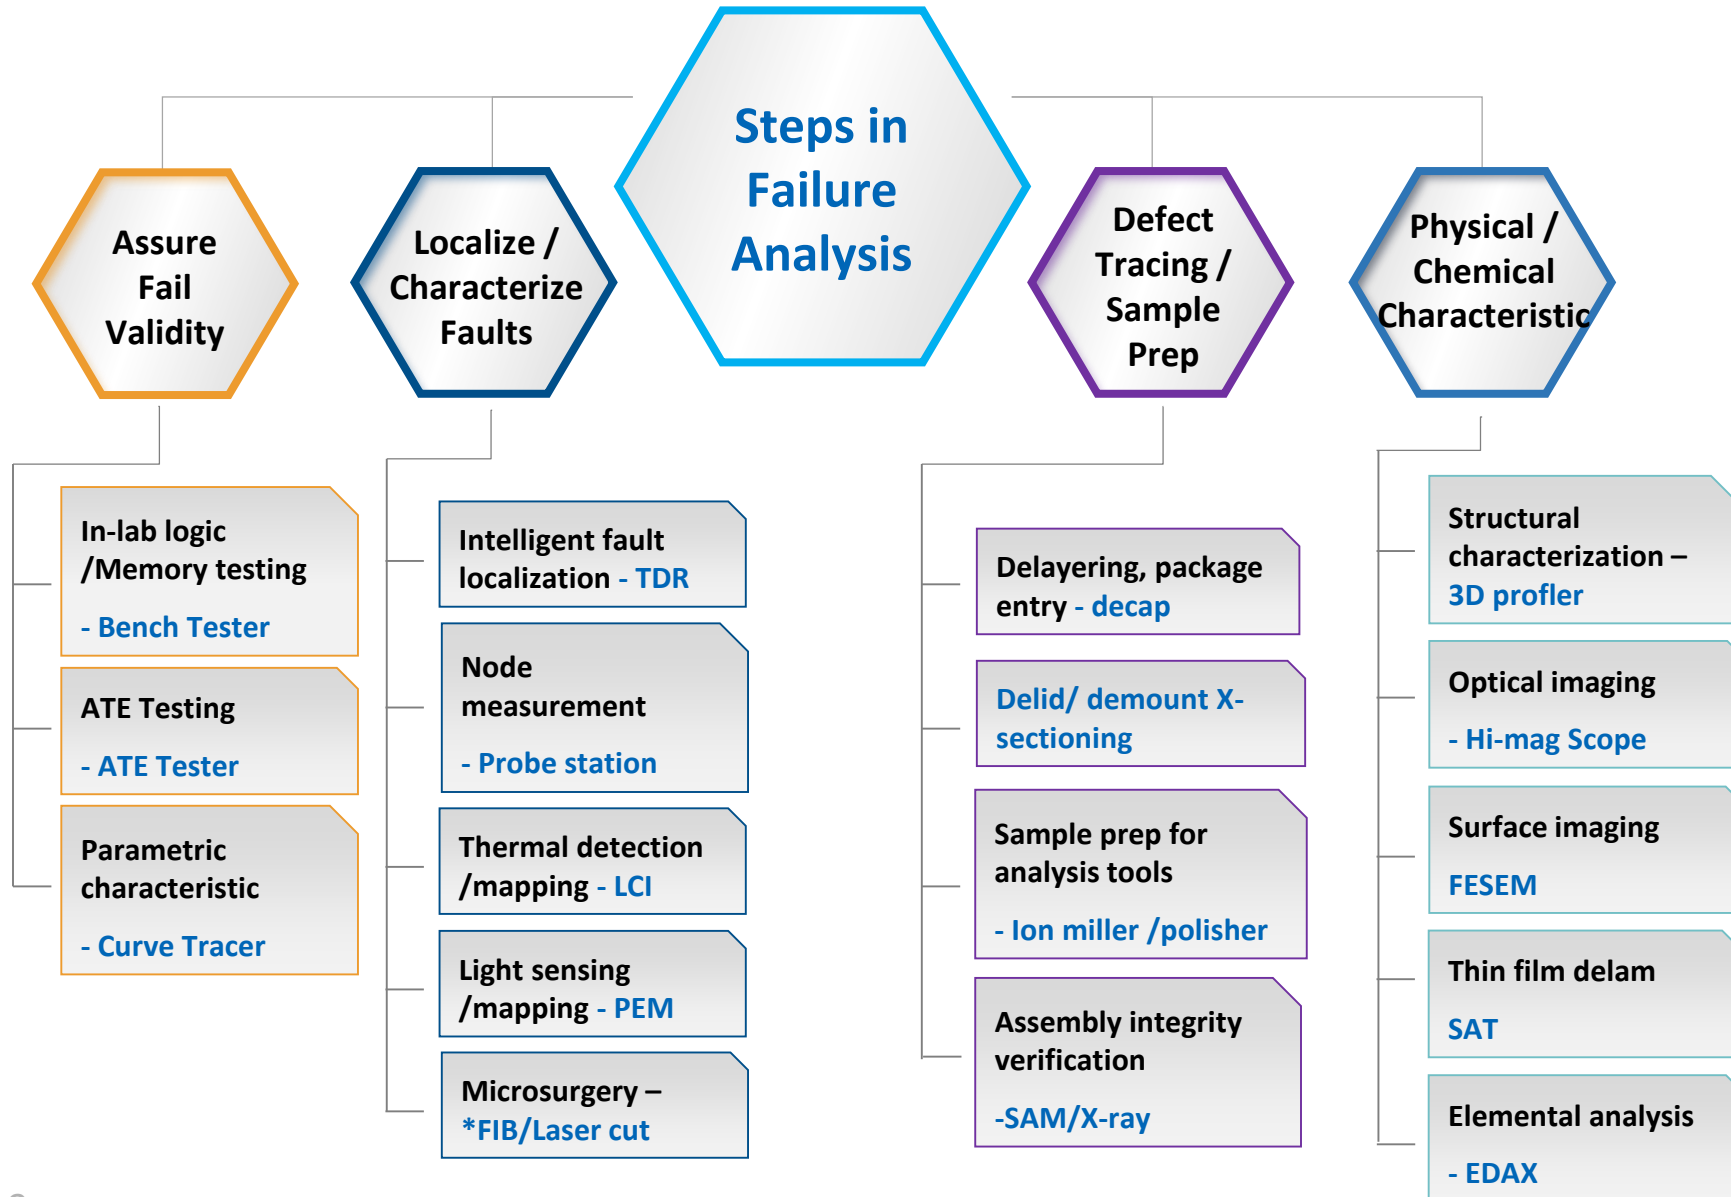 Steps in
Failure
Analysis
Assure
Fail
Validity
In-lab logic
/Memory testing
- Bench Tester
ATE Testing
- ATE Tester
Parametric
characteristic
- Curve Tracer
Localize /
Characterize
Faults
Intelligent fault
localization - TDR
Node
measurement
- Probe station
Thermal detection
/mapping - LCI
Light sensing
/mapping - PEM
Microsurgery –
*FIB/Laser cut
Defect
Tracing /
Sample
Prep
Delayering, package
entry - decap
Delid/ demount X-
sectioning
Sample prep for
analysis tools
- Ion miller /polisher
Assembly integrity
verification
-SAM/X-ray
Physical /
Chemical
Characteristic
Structural
characterization –
3D profler
Optical imaging
- Hi-mag Scope
Surface imaging
FESEM
Thin film delam
SAT
Elemental analysis
- EDAX